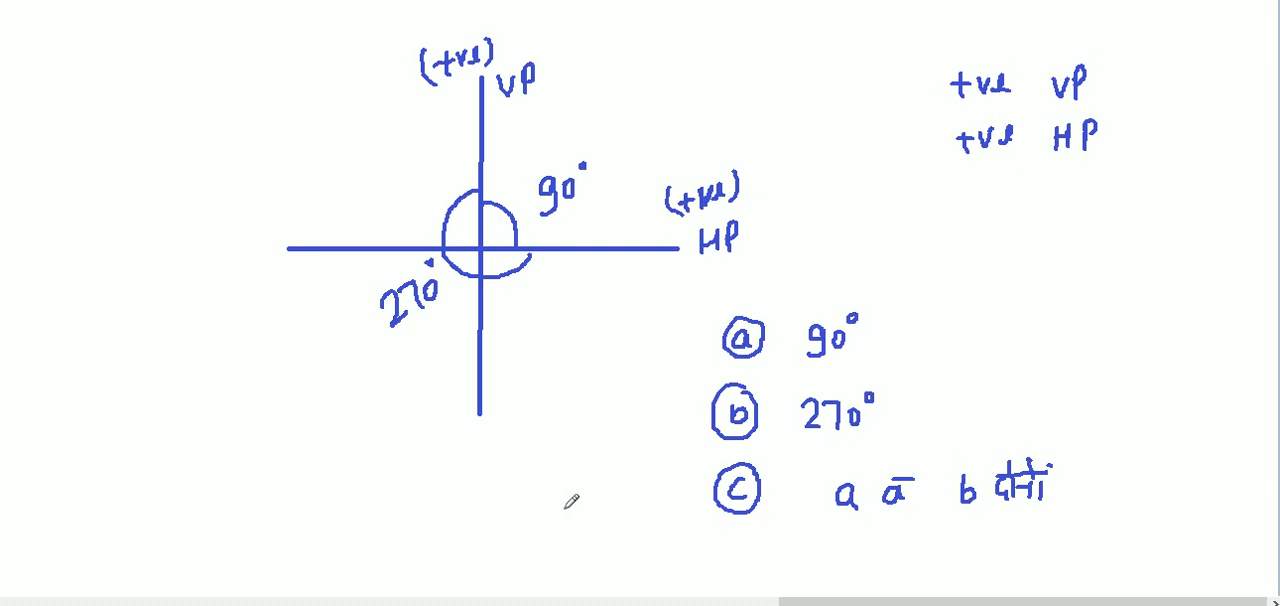 (+ve)
VP
+ve VP
+ve HP
90°
(+ve)
HP
270°
a 90°
b 270°
c a a b